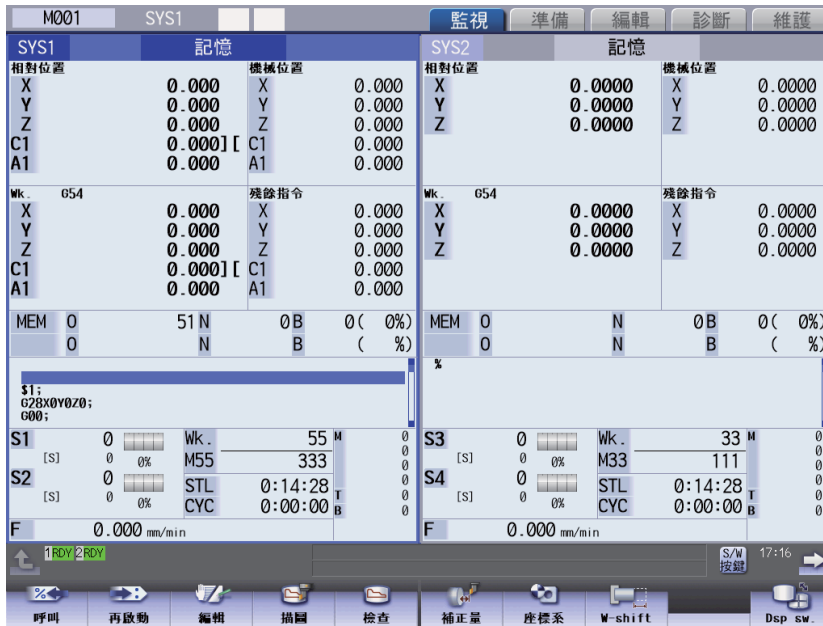 M001 SYS1 監視 準備 編輯 診斷 維護
SYS1 記憶 SYS2 記憶
相對位置 機械位置 相對位置 機械位置
X 0.000 X 0.000 X 0.0000 X 0.0000
Y 0.000 Y 0.000 Y 0.0000 Y 0.0000
Z 0.000 Z 0.000 Z 0.0000 Z 0.0000
C1 0.000][ C1 0.000
A1 0.000 A1 0.000
Wk. G54 殘餘指令 Wk. G54 殘餘指令
X 0.000 X 0.000 X 0.0000 X 0.0000
Y 0.000 Y 0.000 Y 0.0000 Y 0.0000
Z 0.000 Z 0.000 Z 0.0000 Z 0.0000
C1 0.000][ C1 0.000
A1 0.000 A1 0.000
MEM O 51 N 0 B 0( 0%) MEM O N 0 B 0( 0%)
O N B ( %) O N B ( %)
%
$1;
G28X0Y0Z0;
G00;
S1 0 Wk. 55 M 0 S3 0 Wk. 33 M 0
0 0
[S] 0 0% M55 333 0 [S] 0 0% M33 111 0
0 0
S2 0 STL 0:14:28 0 S4 0 STL 0:14:28 0
[S] 0 0% T 0 [S] 0 0% T 0
CYC 0:00:00 B 0 CYC 0:00:00 B 0
F 0.000 mm/min F 0.000 mm/min
1RDY 2RDY S/W 17:16
按鍵
呼叫 再啟動 編輯 描圖 檢查 補正量 座標系 W-shift Dsp sw.